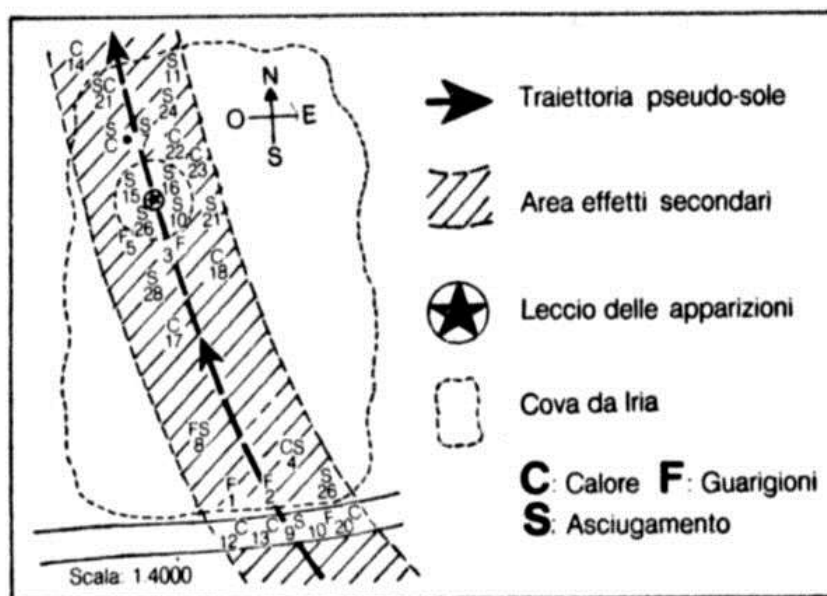 C
14
S
11
SC
21
S
24
S
S
C
C
22
C
23
S
15
S
16
S
26
S
10
S
21
F
5
F
3
C
18
S
28
C
17
FS
8
CS
4
F
1
F
2
S
26
C
12
C
13
S
9
F
10
C
20
N
O
E
S
Scala: 1:4000
Traiettoria pseudo-sole
Area effetti secondari
Leccio delle apparizioni
Cova da Iria
C: Calore F: Guarigioni
S: Asciugamento